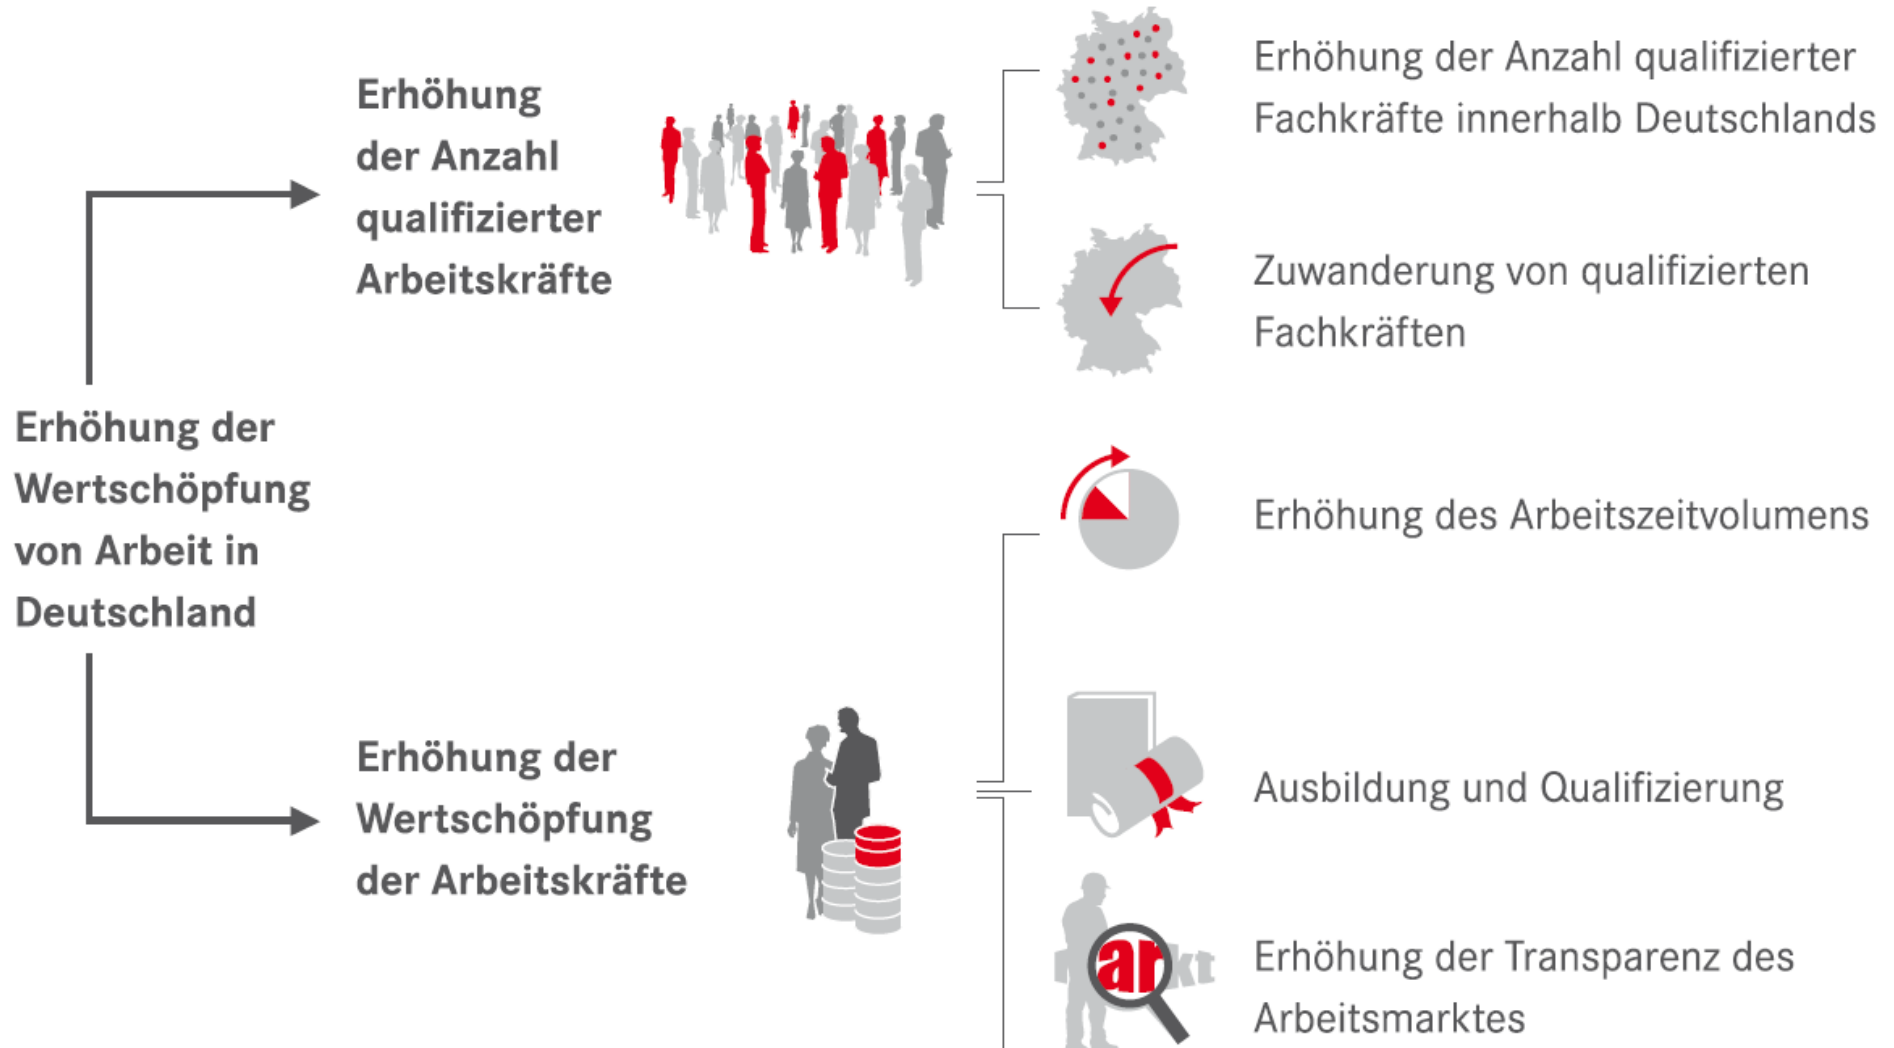 Erhöhung der
Wertschöpfung
von Arbeit in
Deutschland
Erhöhung
der Anzahl
qualifizierter
Arbeitskräfte
Erhöhung der Anzahl qualifizierter
Fachkräfte innerhalb Deutschlands
Zuwanderung von qualifizierten
Fachkräften
Erhöhung der
Wertschöpfung
der Arbeitskräfte
Erhöhung des Arbeitszeitvolumens
Ausbildung und Qualifizierung
arkt
Erhöhung der Transparenz des
Arbeitsmarktes